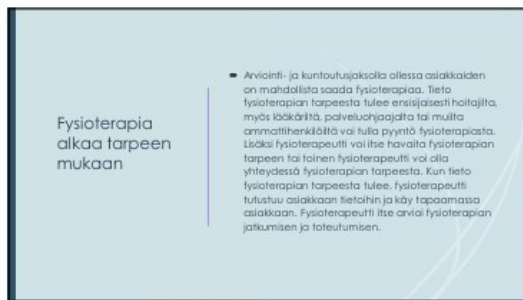 Fysioterapia
alkaa tarpeen
mukaan
Arviointi- ja kuntoutusjaksolla ollessa asiakkaiden
on mahdollista saada fysioterapiaa. Tieto
fysioterapian tarpeesta tulee ensisijaisesti hoitajilta,
myös lääkäriltä, palveluohjaajalta tai muilta
ammattihenkilöiltä voi tulla pyyntö fysioterapiasta.
Lisäksi fysioterapeutti voi itse havaita fysioterapian
tarpeen tai toinen fysioterapeutti voi olla
yhteydessä fysioterapian tarpeesta. Kun tieto
fysioterapian tarpeesta tulee, fysioterapeutti
tutustuu asiakkaan tietoihin ja käy tapaamassa
asiakkaan. Fysioterapeutti itse arvioi fysioterapian
jatkumisen ja toteutumisen.